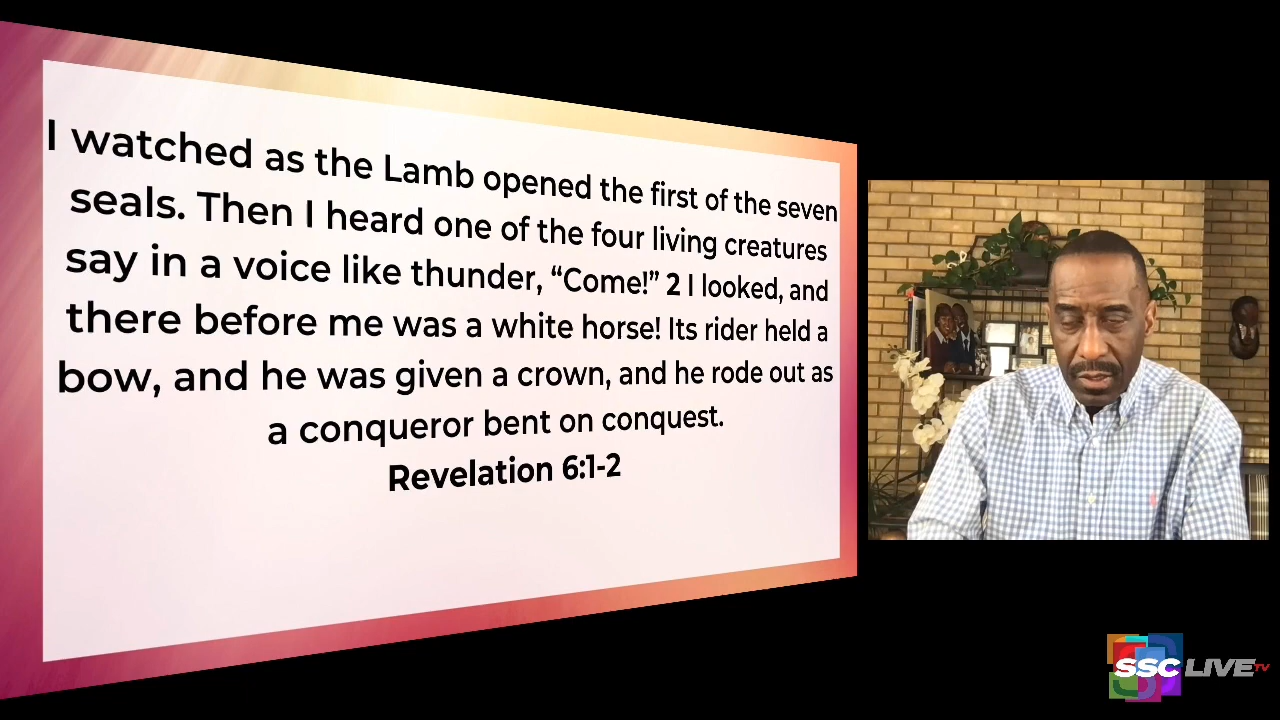 I watched as the Lamb opened the first of the seven
seals. Then I heard one of the four living creatures
say in a voice like thunder, “Come!” 2 I looked, and
there before me was a white horse! Its rider held a
bow, and he was given a crown, and he rode out as
a conqueror bent on conquest.
Revelation 6:1-2
SSC LIVE TV